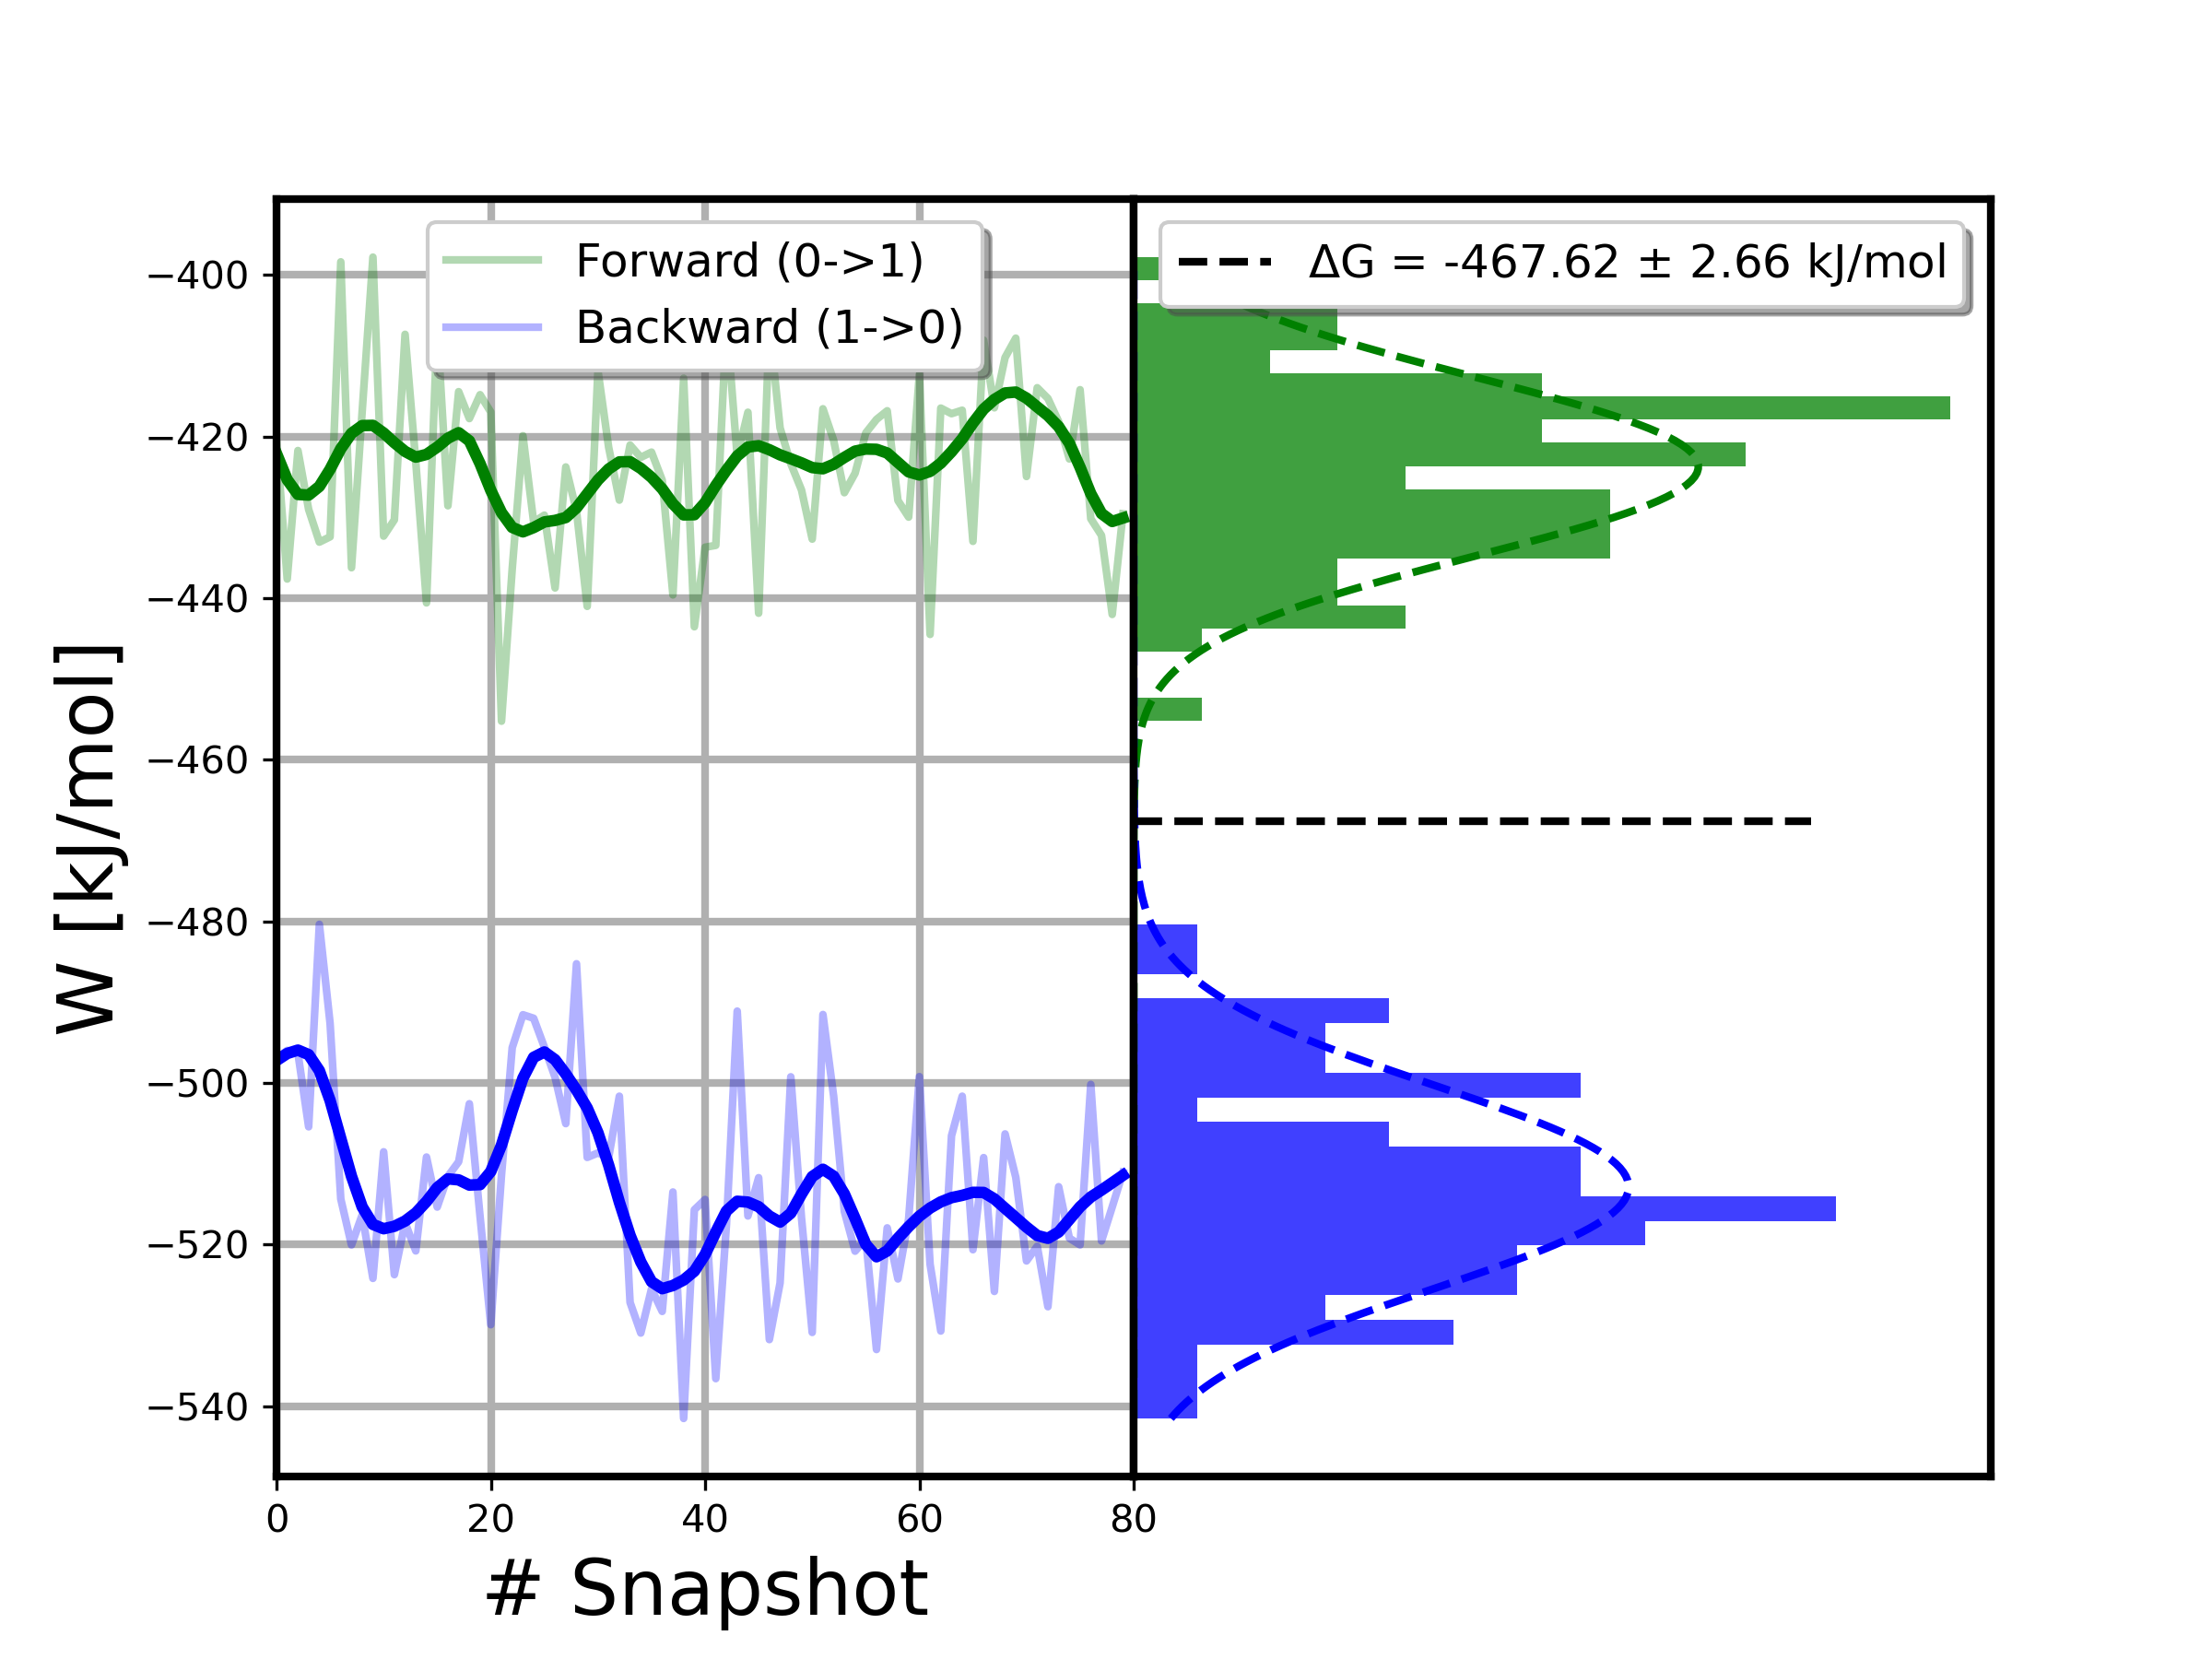 Forward (0->1)
Backward (1->0)
ΔG = -467.62 ± 2.66 kJ/mol
W [kJ/mol]
−400
−420
−440
−460
−480
−500
−520
−540
0 20 40 60 80
# Snapshot